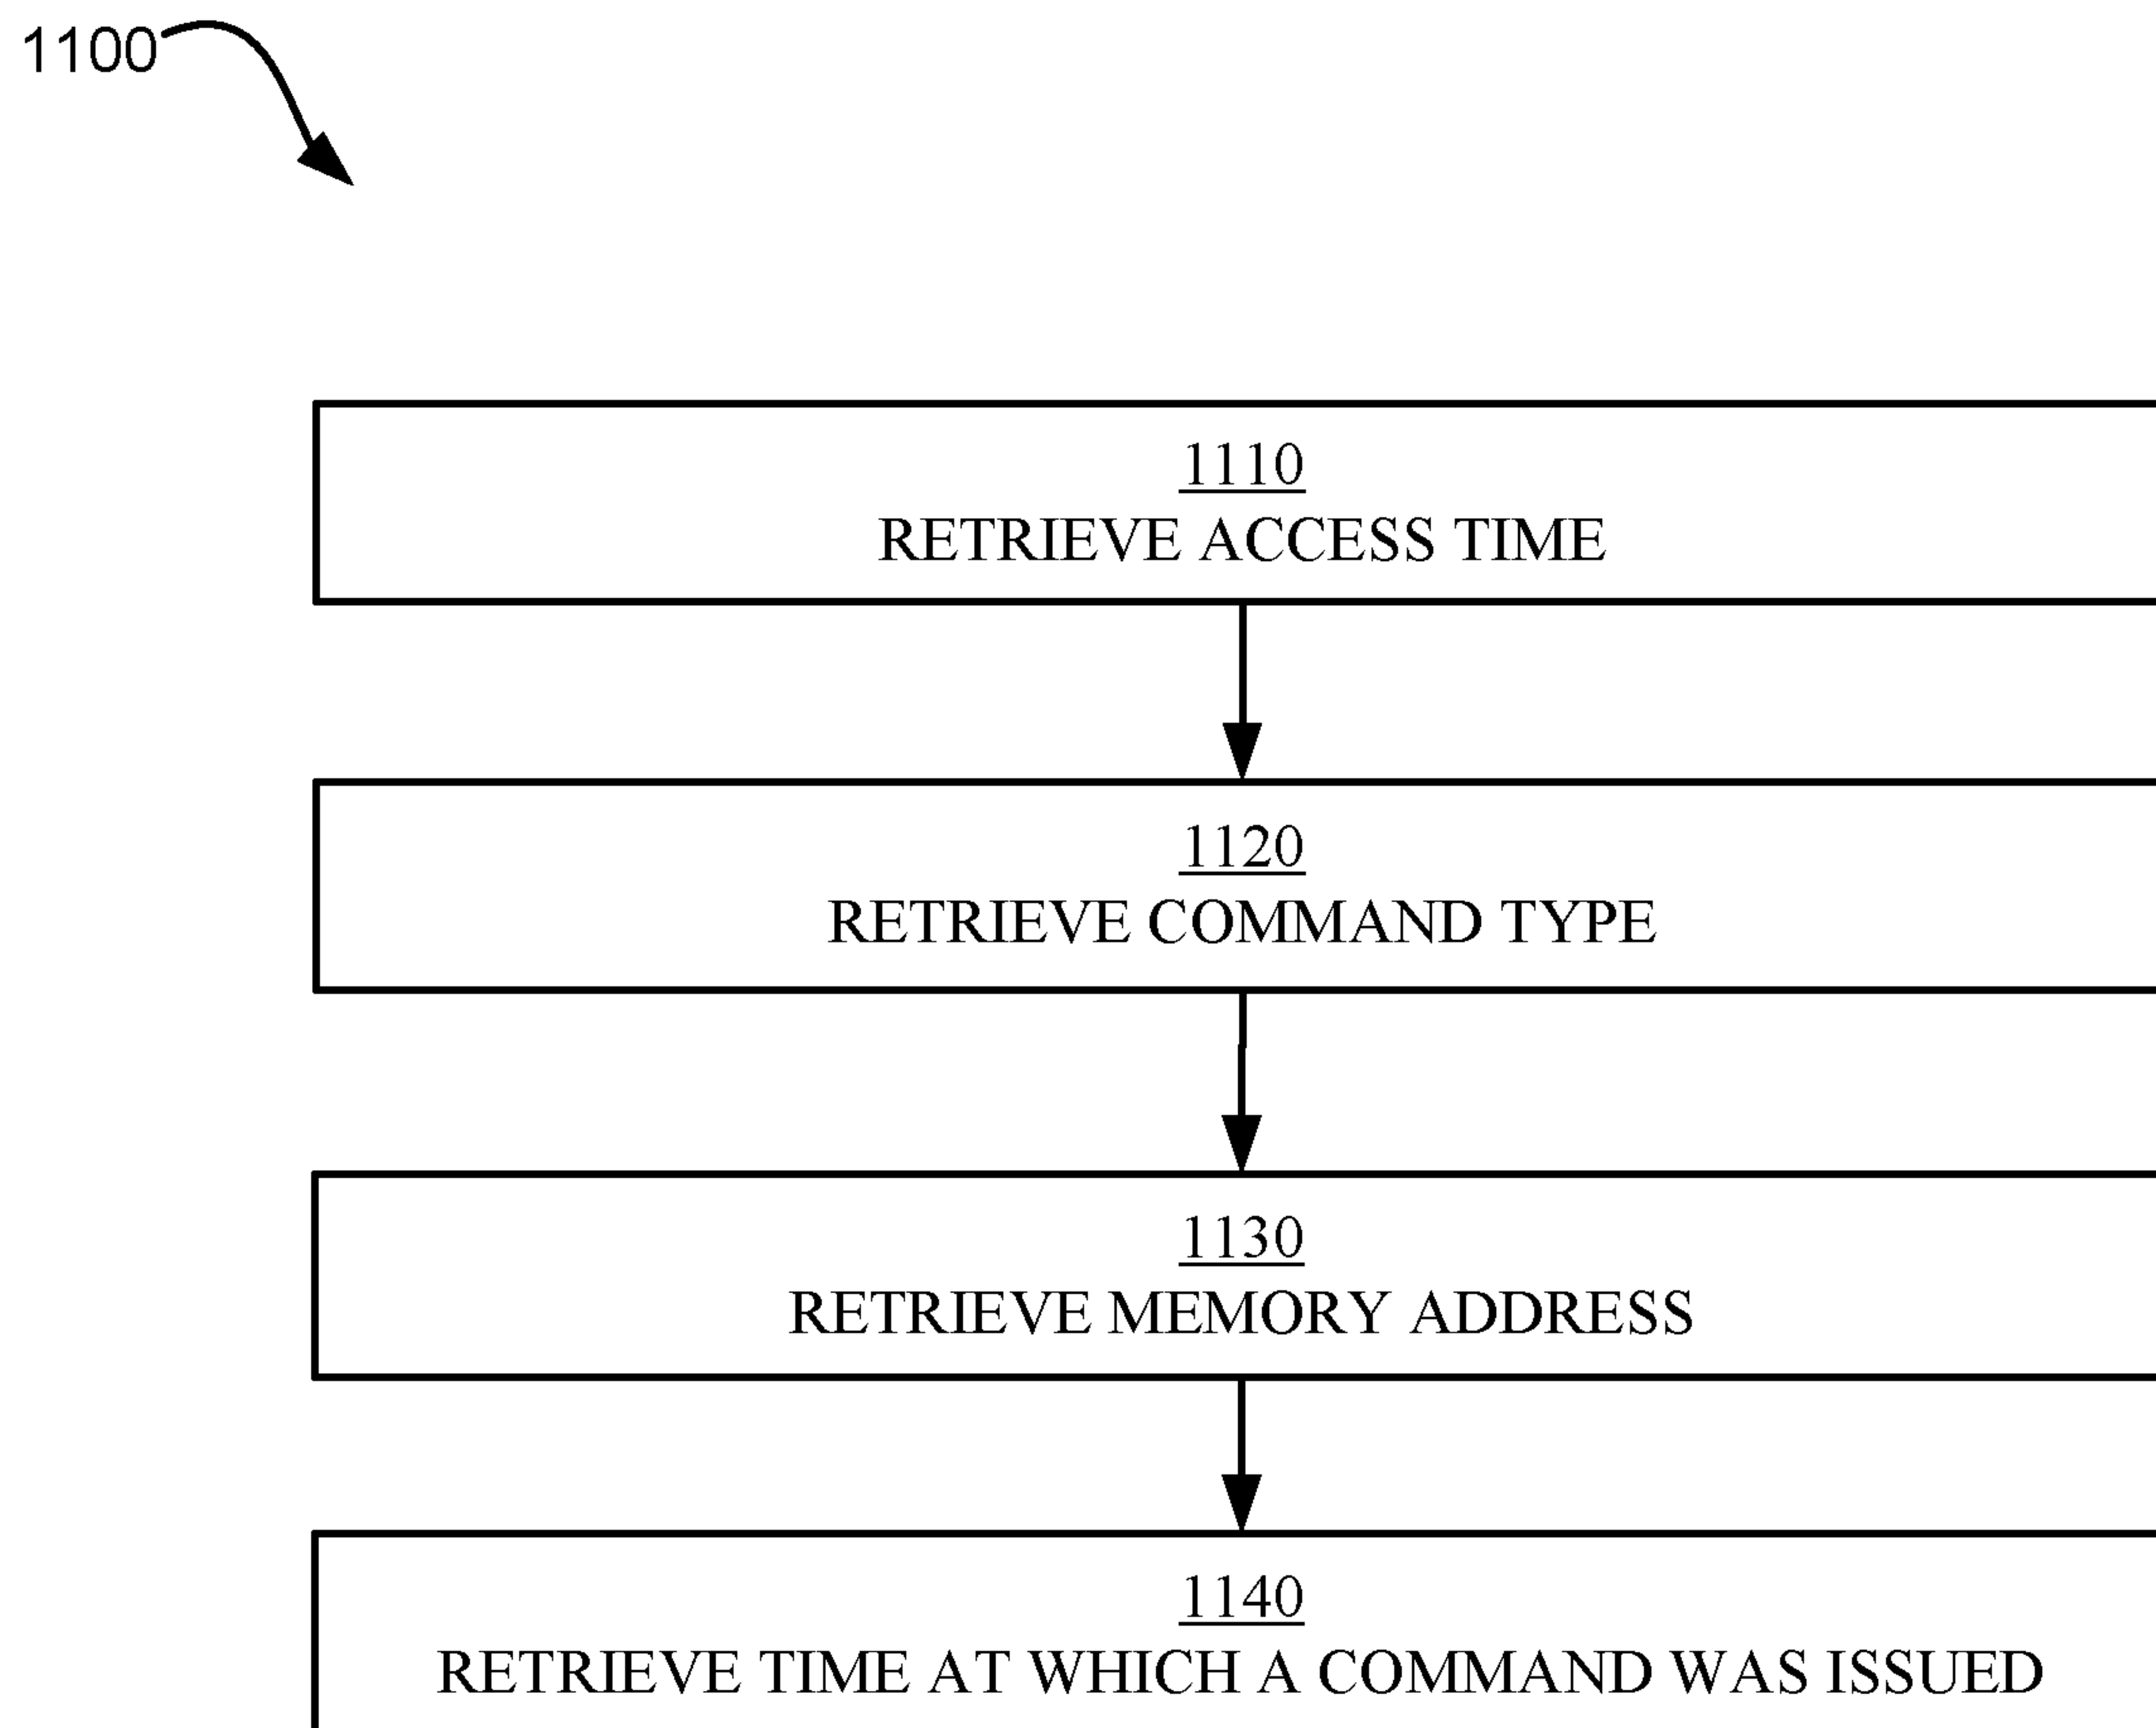 1100
1110
RETRIEVE ACCESS TIME
1120
RETRIEVE COMMAND TYPE
1130
RETRIEVE MEMORY ADDRESS
1140
RETRIEVE TIME AT WHICH A COMMAND WAS ISSUED